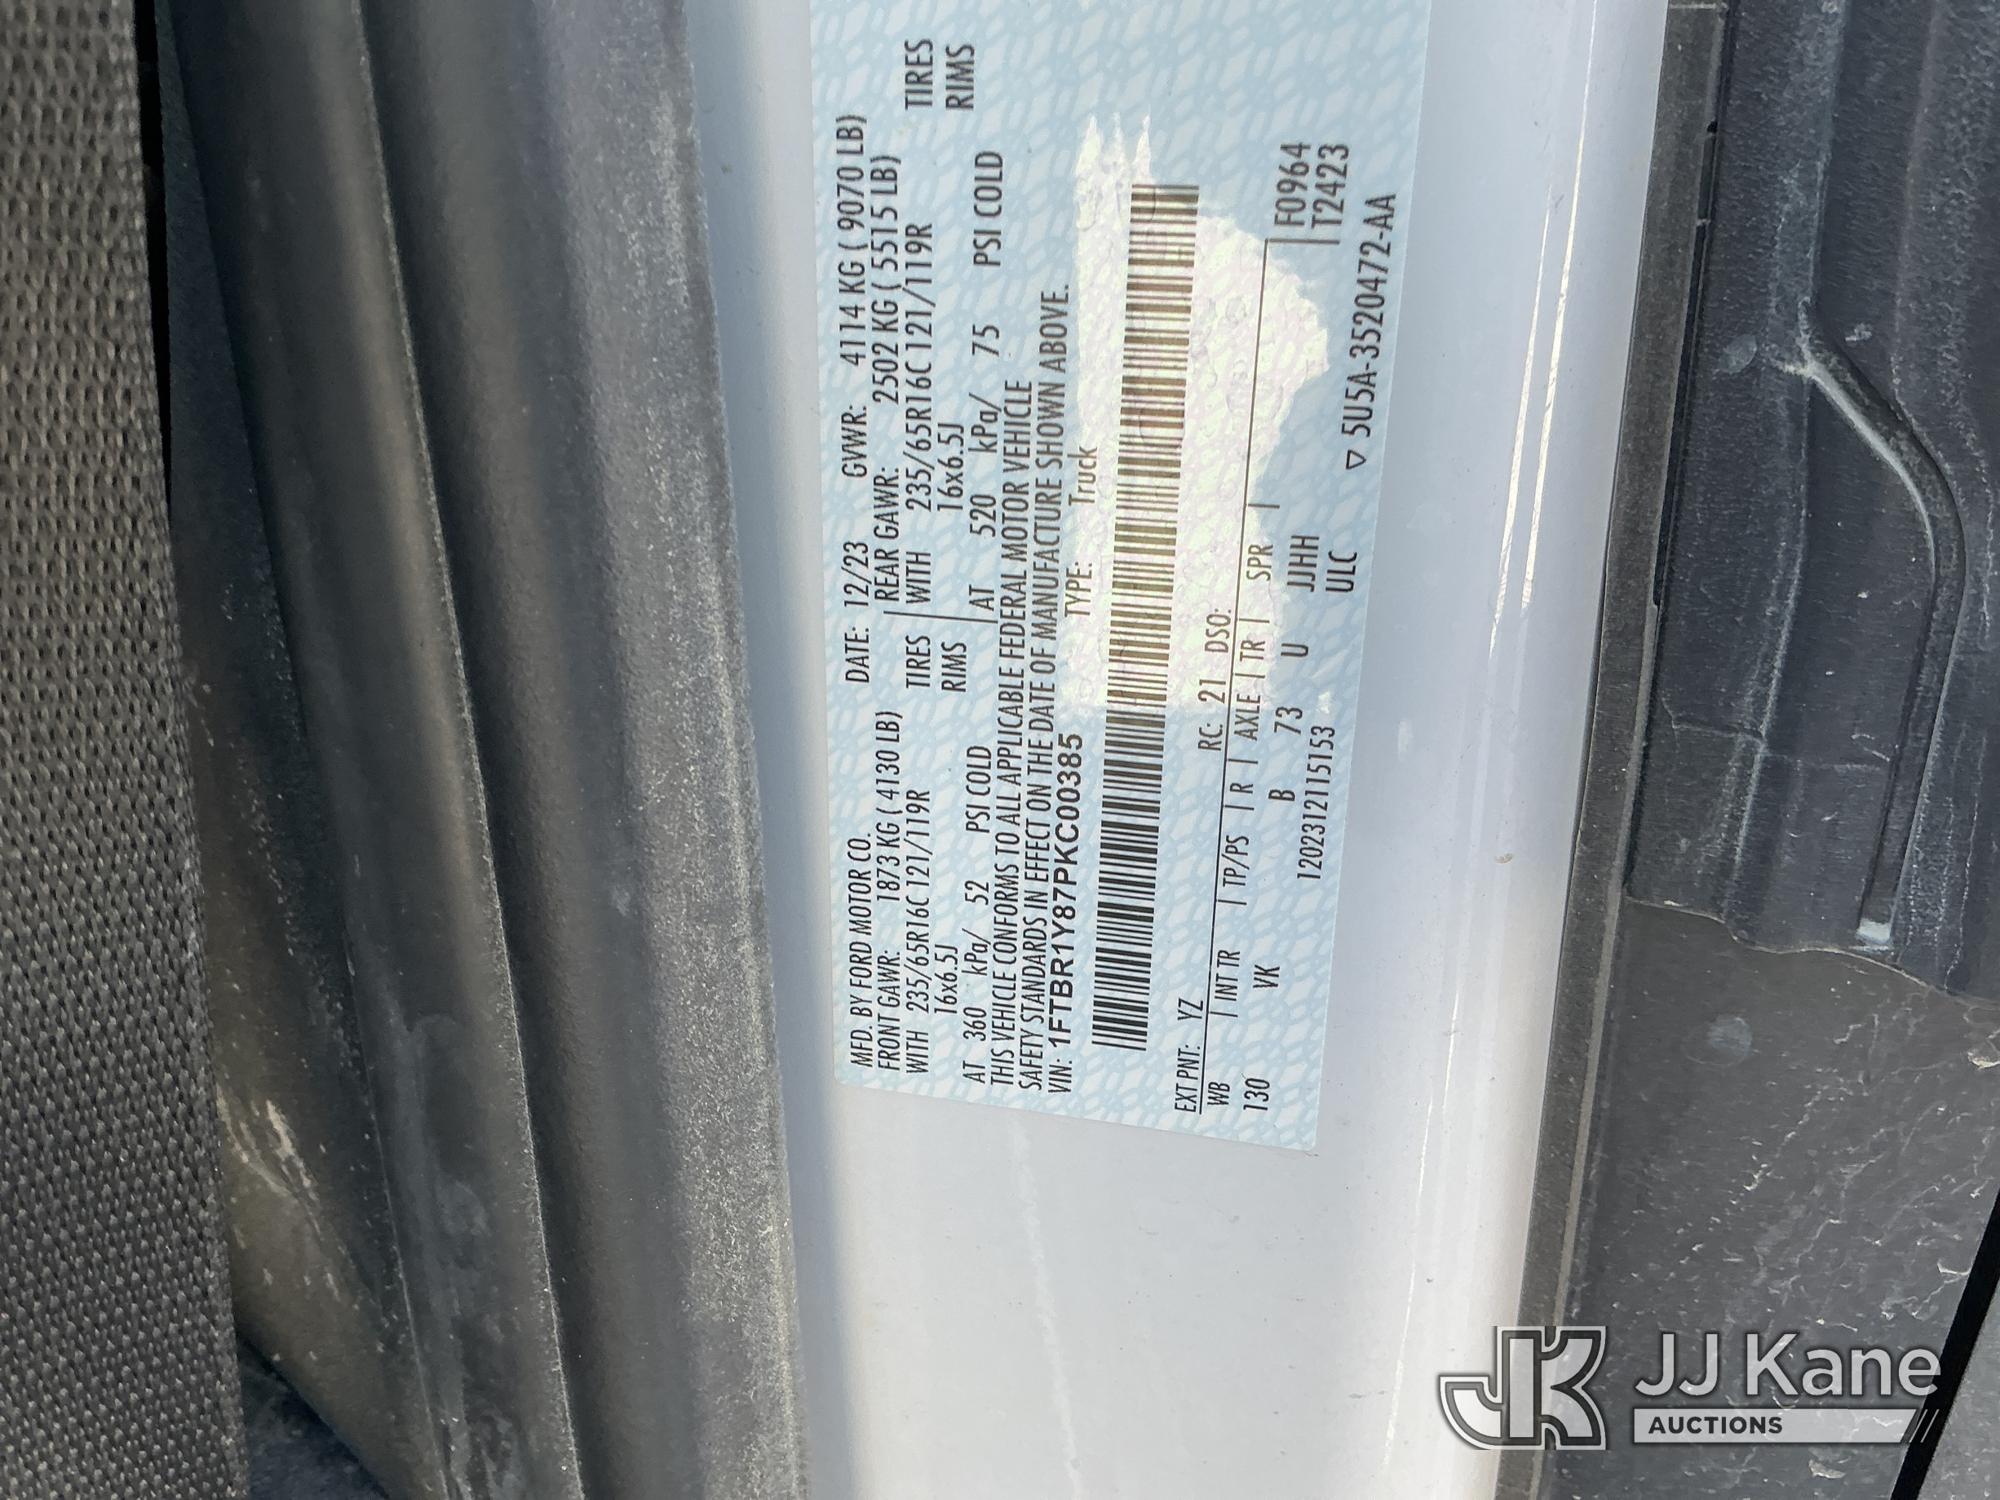 MFD. BY FORD MOTOR CO. DATE: 12/23 GVWR: 4114 KG ( 9070 LB)
FRONT GAWR: 1873 KG ( 4130 LB) REAR GAWR: 2502 KG ( 5515 LB)
WITH 235/65R16C 121/119R TIRES WITH 235/65R16C 121/119R TIRES
16x6.5J RIMS 16x6.5J RIMS
AT 360 kPa/ 52 PSI COLD AT 520 kPa/ 75 PSI COLD
THIS VEHICLE CONFORMS TO ALL APPLICABLE FEDERAL MOTOR VEHICLE
SAFETY STANDARDS IN EFFECT ON THE DATE OF MANUFACTURE SHOWN ABOVE.
VIN: 1FTBR1Y87PKC00385 TYPE: Truck
EXT PNT: YZ RC: 21 DSO:
WB | INT TR | TP/PS | R | AXLE | TR | SPR | F0964
130 VK B 73 U JJHH T2423
120231211515​3 ULC
▽ 5U5A-3520472-AA
JJ Kane
AUCTIONS